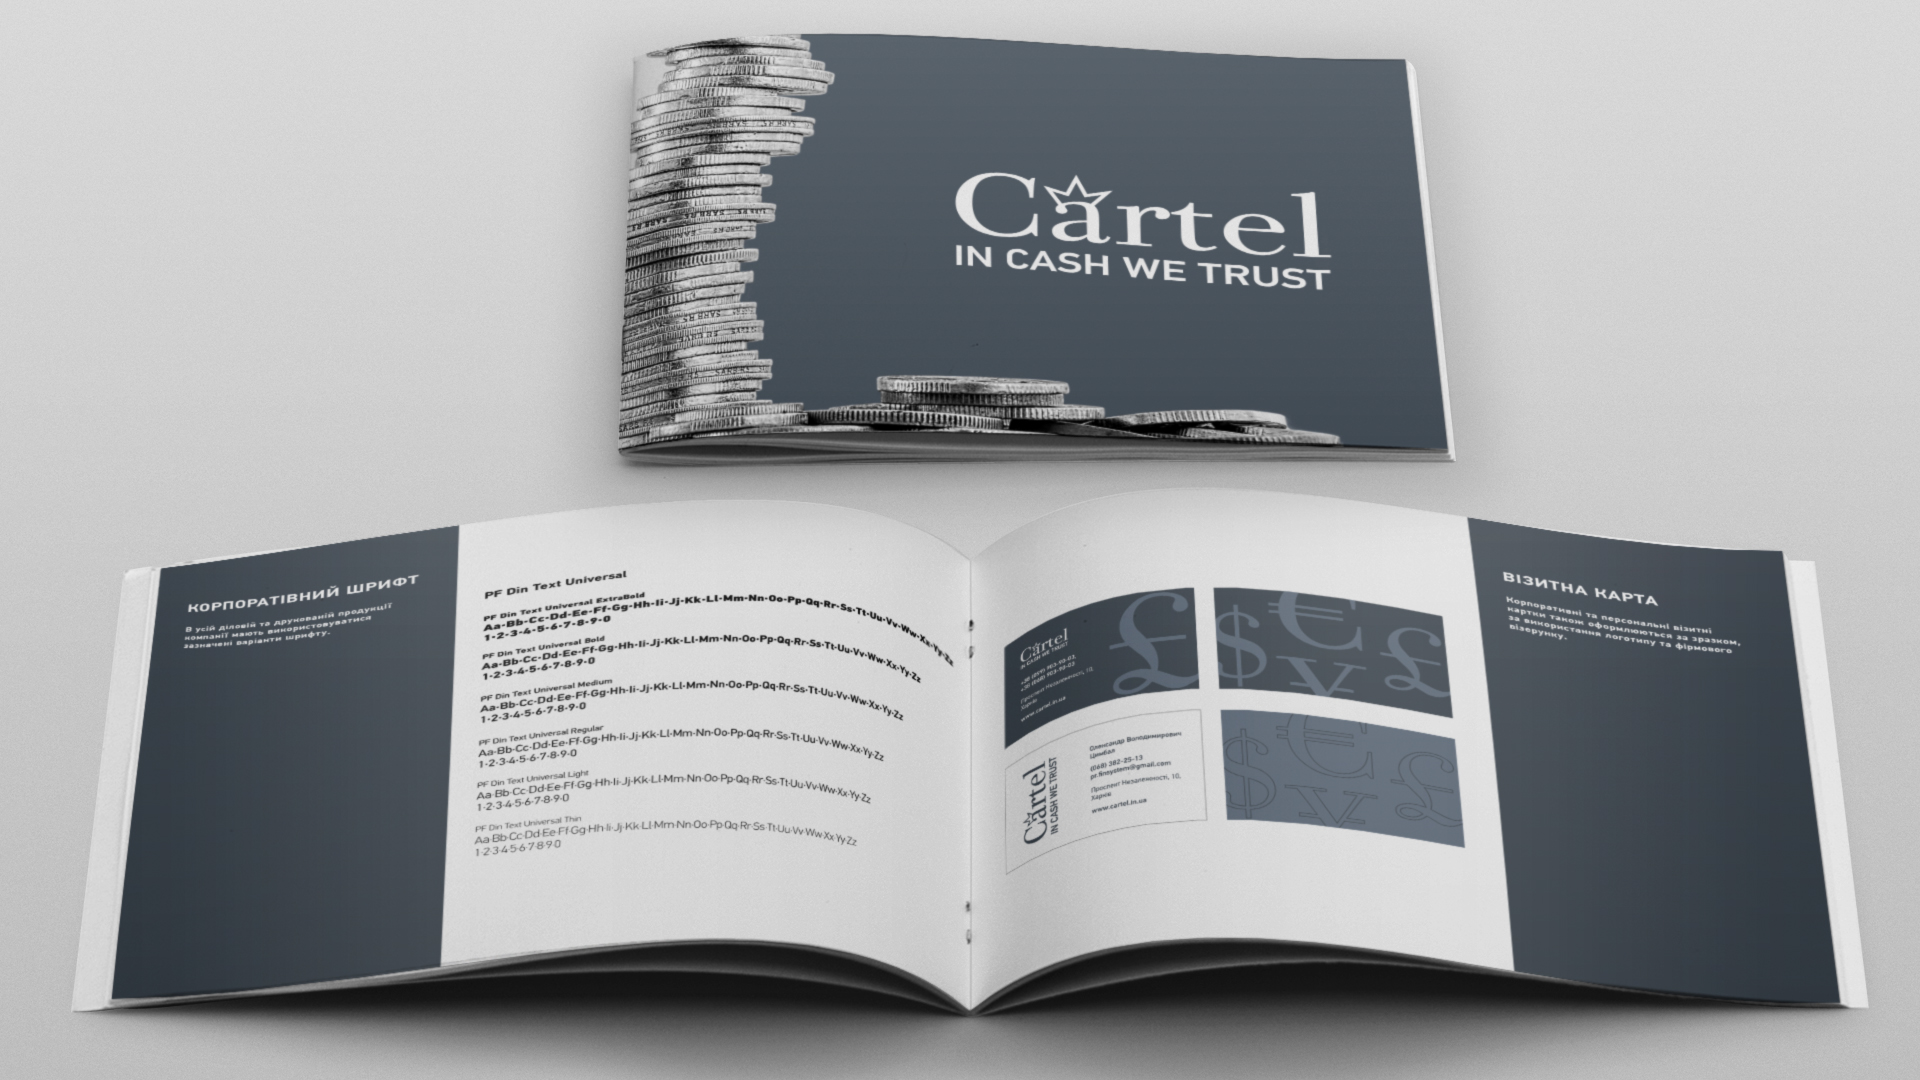 Cartel
IN CASH WE TRUST
КОРПОРАТІВНИЙ ШРИФТ
В усій діловій та друкованій продукції
компанії мають використовуватися
зазначені варіанти шрифту.
PF Din Text Universal
PF Din Text Universal ExtraBold
Aa-Bb-Cc-Dd-Ee-Ff-Gg-Hh-Ii-Jj-Kk-Ll-Mm-Nn-Oo-Pp-Qq-Rr-Ss-Tt-Uu-Vv-Ww-Xx-Yy-Zz
1-2-3-4-5-6-7-8-9-0
PF Din Text Universal Bold
Aa-Bb-Cc-Dd-Ee-Ff-Gg-Hh-Ii-Jj-Kk-Ll-Mm-Nn-Oo-Pp-Qq-Rr-Ss-Tt-Uu-Vv-Ww-Xx-Yy-Zz
1-2-3-4-5-6-7-8-9-0
PF Din Text Universal Medium
Aa-Bb-Cc-Dd-Ee-Ff-Gg-Hh-Ii-Jj-Kk-Ll-Mm-Nn-Oo-Pp-Qq-Rr-Ss-Tt-Uu-Vv-Ww-Xx-Yy-Zz
1-2-3-4-5-6-7-8-9-0
PF Din Text Universal Regular
Aa-Bb-Cc-Dd-Ee-Ff-Gg-Hh-Ii-Jj-Kk-Ll-Mm-Nn-Oo-Pp-Qq-Rr-Ss-Tt-Uu-Vv-Ww-Xx-Yy-Zz
1-2-3-4-5-6-7-8-9-0
PF Din Text Universal Light
Aa-Bb-Cc-Dd-Ee-Ff-Gg-Hh-Ii-Jj-Kk-Ll-Mm-Nn-Oo-Pp-Qq-Rr-Ss-Tt-Uu-Vv-Ww-Xx-Yy-Zz
1-2-3-4-5-6-7-8-9-0
PF Din Text Universal Thin
Aa-Bb-Cc-Dd-Ee-Ff-Gg-Hh-Ii-Jj-Kk-Ll-Mm-Nn-Oo-Pp-Qq-Rr-Ss-Tt-Uu-Vv-Ww-Xx-Yy-Zz
1-2-3-4-5-6-7-8-9-0
Cartel
IN CASH WE TRUST
Проспект Незалежності, 10,
Харків
www.cartel.in.ua
£
$ € ¥ £
Cartel
IN CASH WE TRUST
Олександр Володимирович
Цимбал
(068) 382-25-13
pr.finsystem@gmail.com
Проспект Незалежності, 10,
Харків
www.cartel.in.ua
$ € ¥ £
ВІЗИТНА КАРТА
Корпоративні та персональні візитні
картки також оформлюються за зразком,
за використання логотипу та фірмового
візерунку.